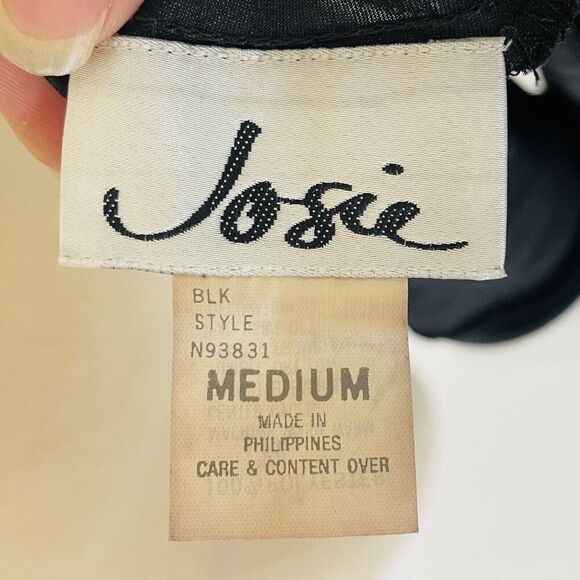 Josie
BLK
STYLE
N93831
MEDIUM
MADE IN
PHILIPPINES
CARE & CONTENT OVER